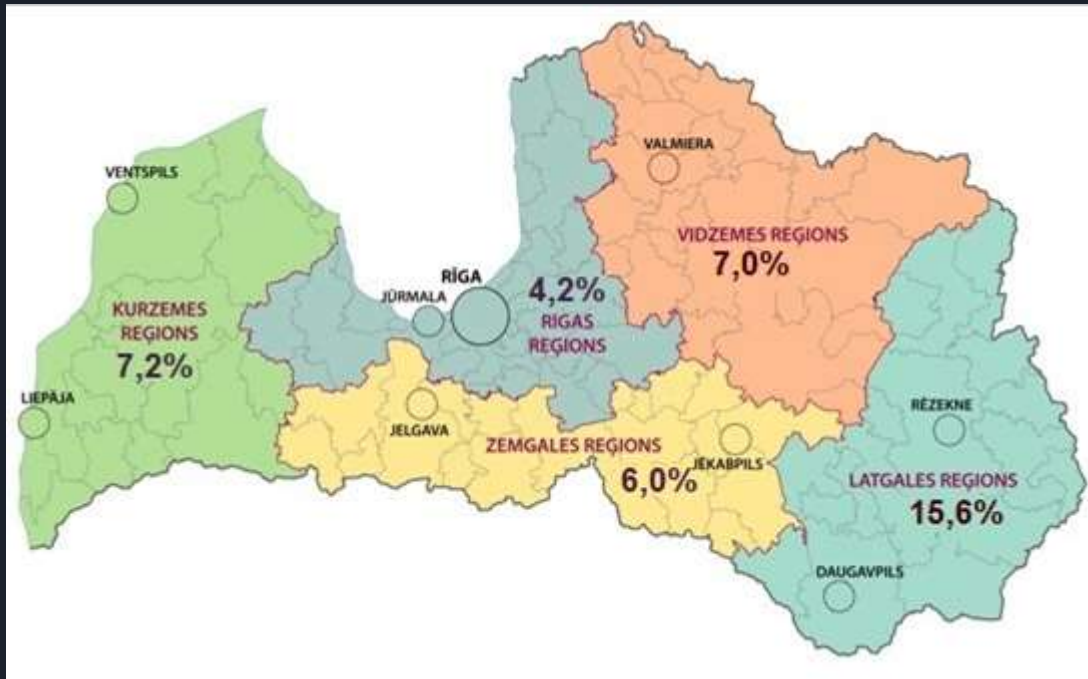 VALMIERA
VENTSPILS
VIDZEMES REĢIONS
7,0%
RĪGA
4,2%
RĪGAS
REĢIONS
JŪRMALA
KURZEMES
REĢIONS
7,2%
LIEPĀJA
JELGAVA
ZEMGALES REĢIONS
6,0%
JĒKABPILS
RĒZEKNE
LATGALES REĢIONS
15,6%
DAUGAVPILS